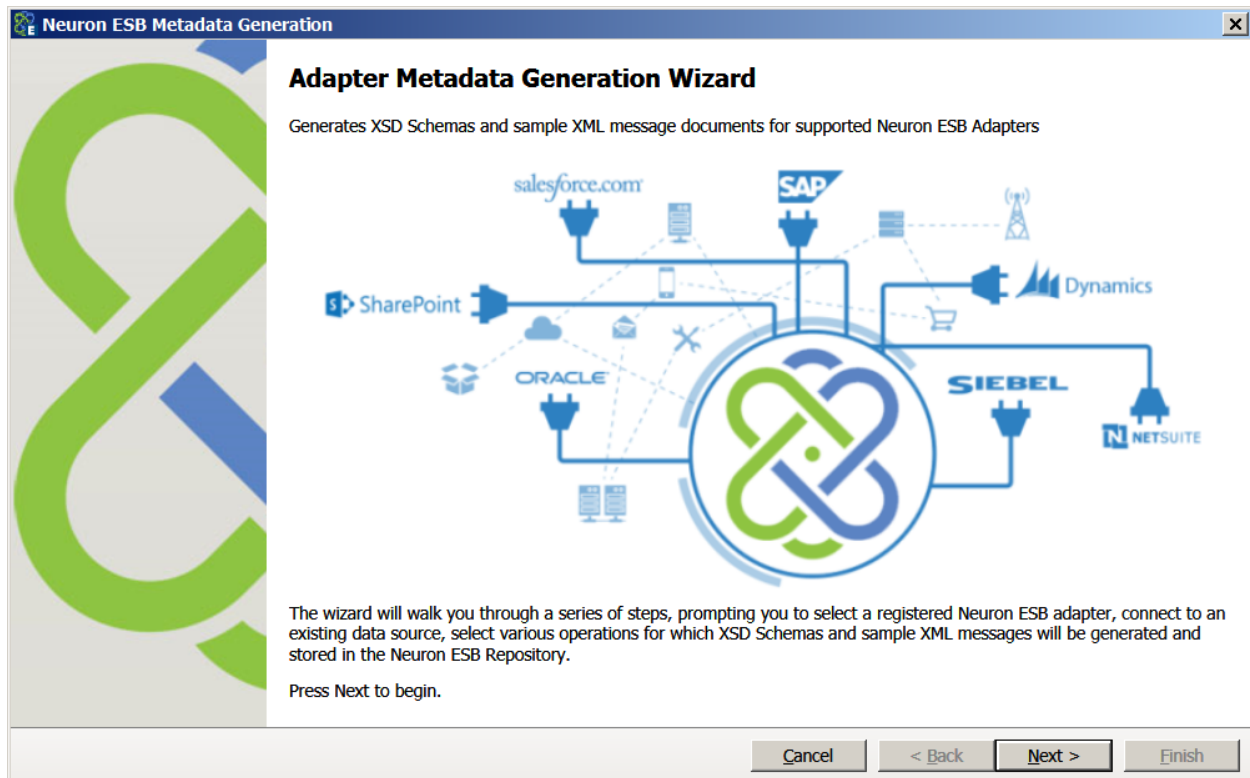 Neuron ESB Metadata Generation
Adapter Metadata Generation Wizard
Generates XSD Schemas and sample XML message documents for supported Neuron ESB Adapters
salesforce.com
SAP
SharePoint
Dynamics
ORACLE
SIEBEL
NETSUITE
The wizard will walk you through a series of steps, prompting you to select a registered Neuron ESB adapter, connect to an
existing data source, select various operations for which XSD Schemas and sample XML messages will be generated and
stored in the Neuron ESB Repository.
Press Next to begin.
Cancel
< Back
Next >
Finish